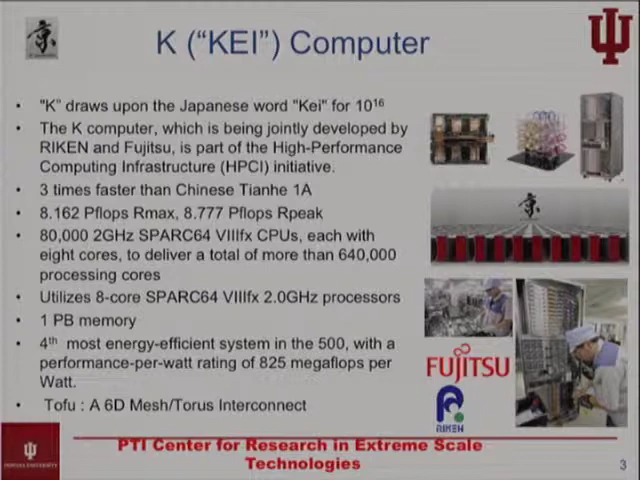 京
K (“KEI”) Computer
• "K" draws upon the Japanese word "Kei" for 10¹⁶
• The K computer, which is being jointly developed by
RIKEN and Fujitsu, is part of the High-Performance
Computing Infrastructure (HPCI) initiative.
• 3 times faster than Chinese Tianhe 1A
• 8.162 Pflops Rmax, 8.777 Pflops Rpeak
• 80,000 2GHz SPARC64 VIIIfx CPUs, each with
eight cores, to deliver a total of more than 640,000
processing cores
• Utilizes 8-core SPARC64 VIIIfx 2.0GHz processors
• 1 PB memory
• 4th most energy-efficient system in the 500, with a
performance-per-watt rating of 825 megaflops per
Watt.
• Tofu : A 6D Mesh/Torus Interconnect
京
FUJITSU
RIKEN
PTI Center for Research in Extreme Scale
Technologies
INDIANA UNIVERSITY
3